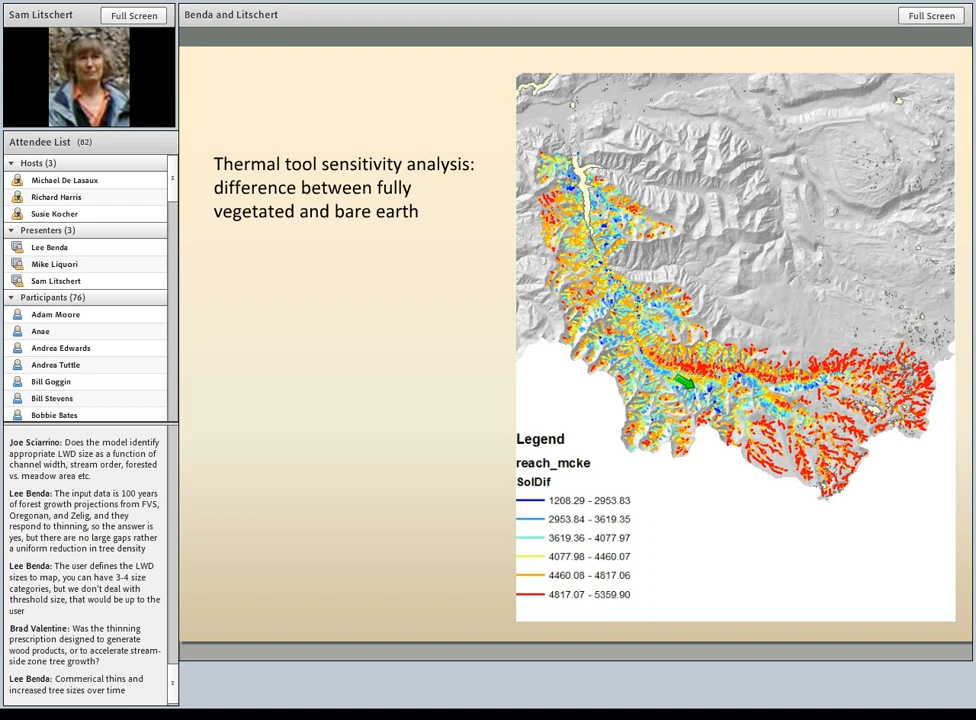 Sam Litschert
Full Screen
Benda and Litschert
Full Screen
Attendee List (82)
Hosts (3)
Michael De Lasaux
Richard Harris
Susie Kocher
Presenters (3)
Lee Benda
Mike Liquori
Sam Litschert
Participants (76)
Adam Moore
Anae
Andrea Edwards
Andrea Tuttle
Bill Goggin
Bill Stevens
Bobbie Bates
Joe Sciarrino: Does the model identify
appropriate LWD size as a function of
channel width, stream order, forested
vs. meadow area etc.
Lee Benda: The input data is 100 years
of forest growth projections from FVS,
Oregonan, and Zelig, and they
respond to thinning, so the answer is
yes, but there are no large gaps rather
a uniform reduction in tree density
Lee Benda: The user defines the LWD
sizes to map, you can have 3-4 size
categories, but we don't deal with
threshold size, that would be up to the
user
Brad Valentine: Was the thinning
prescription designed to generate
wood products, or to accelerate stream-
side zone tree growth?
Lee Benda: Commerical thins and
increased tree sizes over time
Thermal tool sensitivity analysis:
difference between fully
vegetated and bare earth
Legend
reach_mcke
SolDif
1208.29 - 2953.83
2953.84 - 3619.35
3619.36 - 4077.97
4077.98 - 4460.07
4460.08 - 4817.06
4817.07 - 5359.90